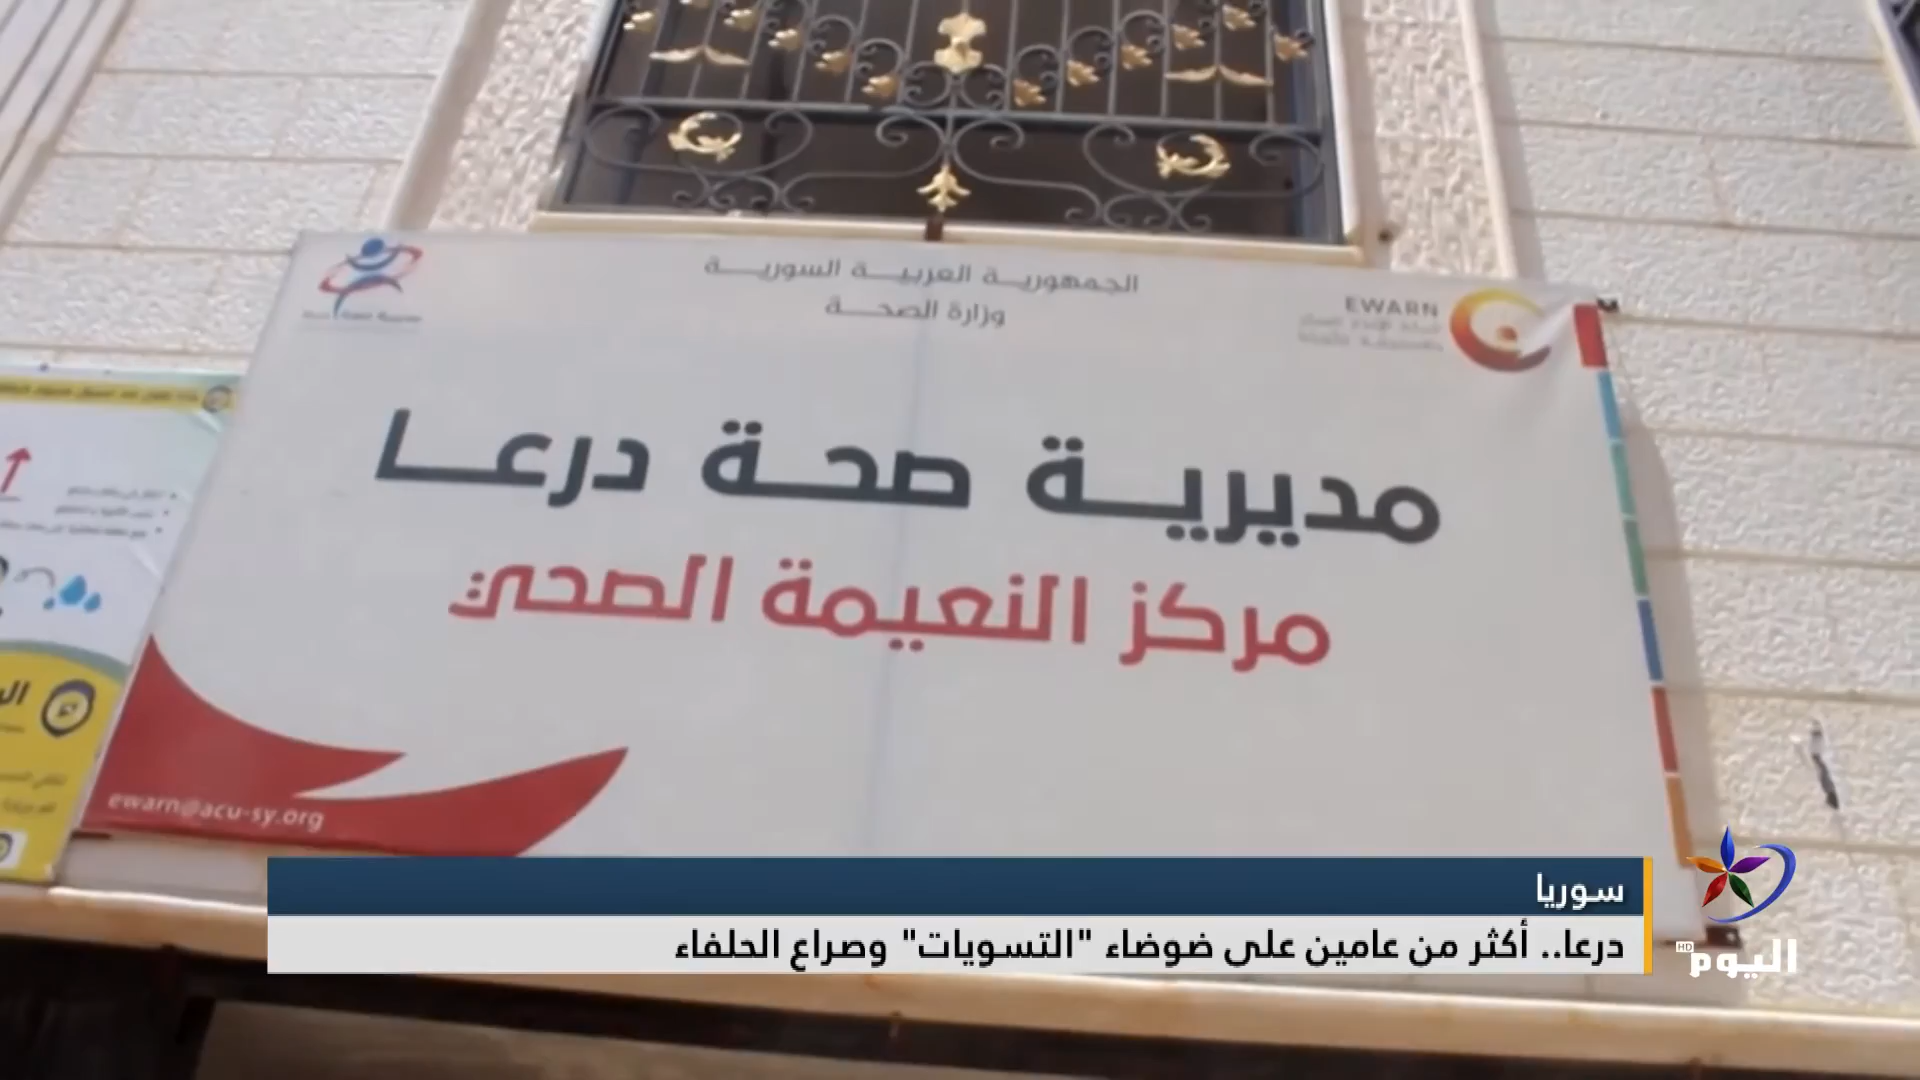 الجمهورية العربية السورية
وزارة الصحة
EWARN
مديرية صحة درعا
مركز النعيمة الصحي
ewarn@acu-sy.org
سوريا
درعا.. أكثر من عامين على ضوضاء "التسويات" وصراع الحلفاء
اليوم HD